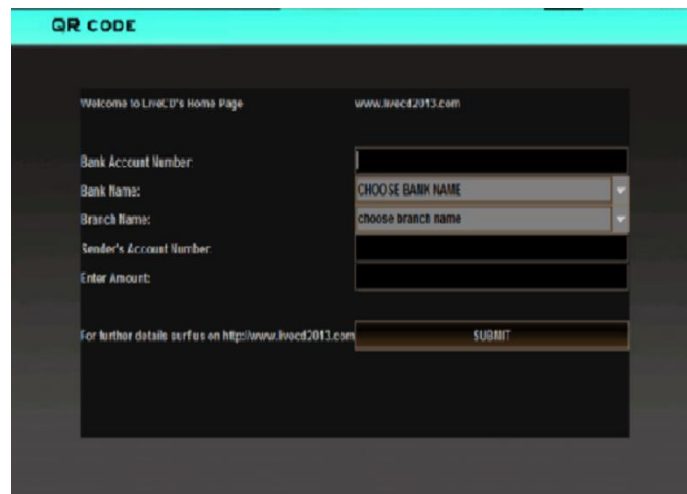 QR CODE
Welcome to LiveCD's Home Page www.livecd2013.com
Bank Account Number:
Bank Name: CHOOSE BANK NAME
Branch Name: choose branch name
Sender's Account Number:
Enter Amount:
For further details surf us on http://www.livecd2013.com SUBMIT